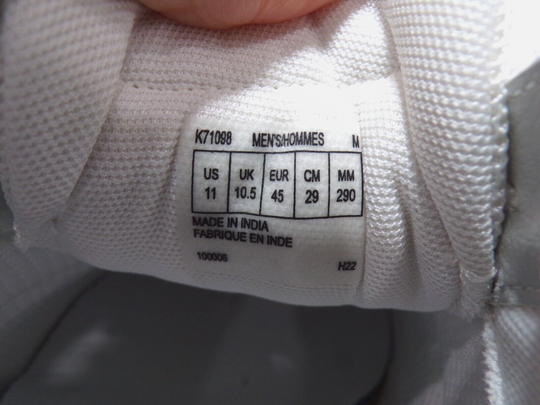 K71098 MEN'S/HOMMES M
US UK EUR CM MM
11 10.5 45 29 290
MADE IN INDIA
FABRIQUE EN INDE
100006 H22